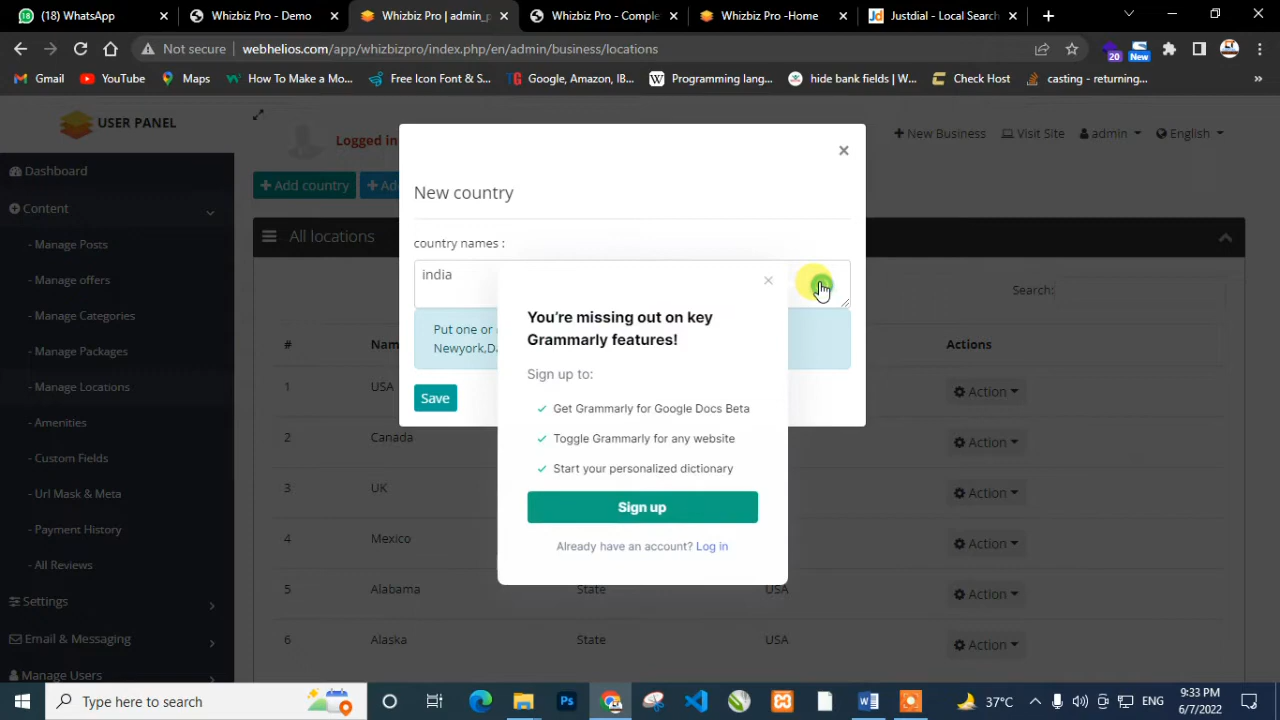 (18) WhatsApp
Whizbiz Pro - Demo
Whizbiz Pro | admin_p
Whizbiz Pro - Comple
Whizbiz Pro -Home
Justdial - Local Search
Not secure
webhelios.com/app/whizbizpro/index.php/en/admin/business/locations
20
New
Gmail
YouTube
Maps
How To Make a Mo...
Free Icon Font & S...
Google, Amazon, IB...
Programming lang...
hide bank fields | W...
Check Host
casting - returning...
»
USER PANEL
Logged in
+ New Business
Visit Site
admin
English
Dashboard
+ Add country
Content
All locations
- Manage Posts
- Manage offers
- Manage Categories
- Manage Packages
- Manage Locations
- Amenities
- Custom Fields
- Url Mask & Meta
- Payment History
- All Reviews
Settings
Email & Messaging
Manage Users
Search:
# Nam Actions
1 USA Action
2 Canada Action
3 UK Action
4 Mexico Action
5 Alabama State USA Action
6 Alaska State USA Action
New country
country names :
india
Put one or
Newyork,Da
Save
You're missing out on key
Grammarly features!
Sign up to:
Get Grammarly for Google Docs Beta
Toggle Grammarly for any website
Start your personalized dictionary
Sign up
Already have an account? Log in
Type here to search
Ps
37°C
ENG
9:33 PM
6/7/2022